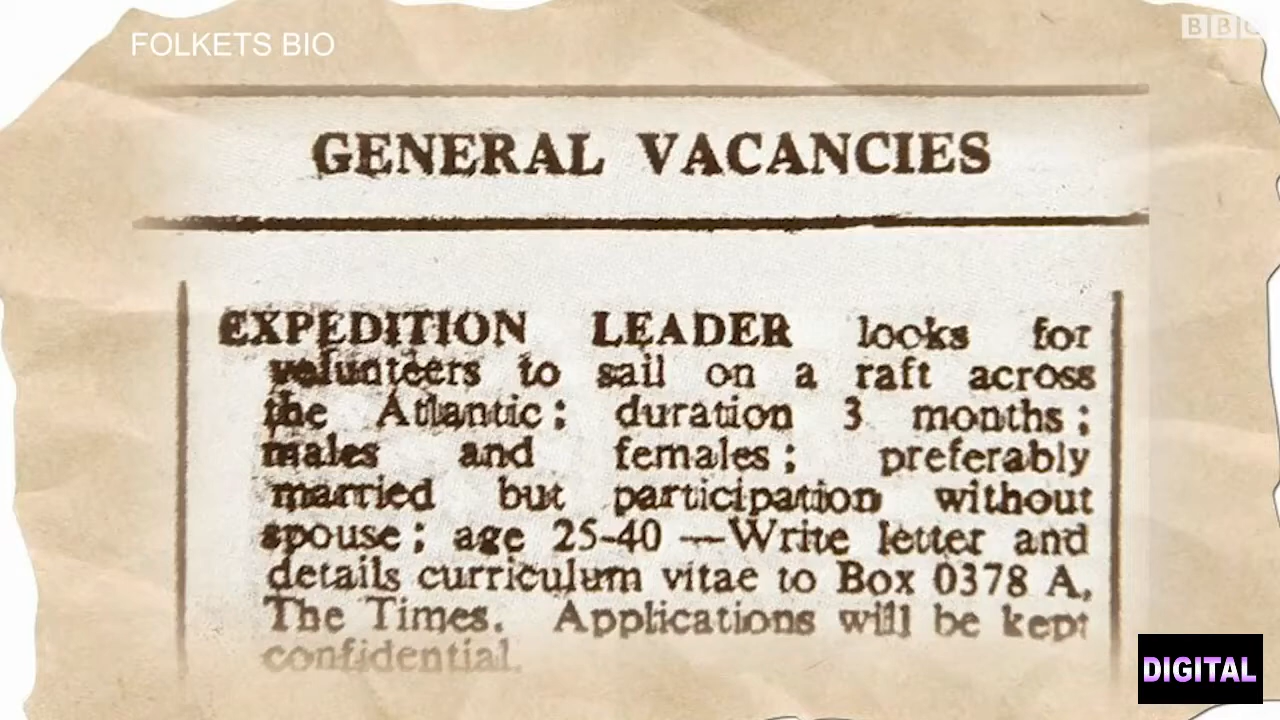 FOLKETS BIO
BBC
GENERAL VACANCIES
EXPEDITION LEADER looks for
volunteers to sail on a raft across
the Atlantic; duration 3 months;
males and females; preferably
married but participation without
spouse; age 25-40 —Write letter and
details curriculum vitae to Box 0378 A,
The Times. Applications will be kept
confidential.
DIGITAL